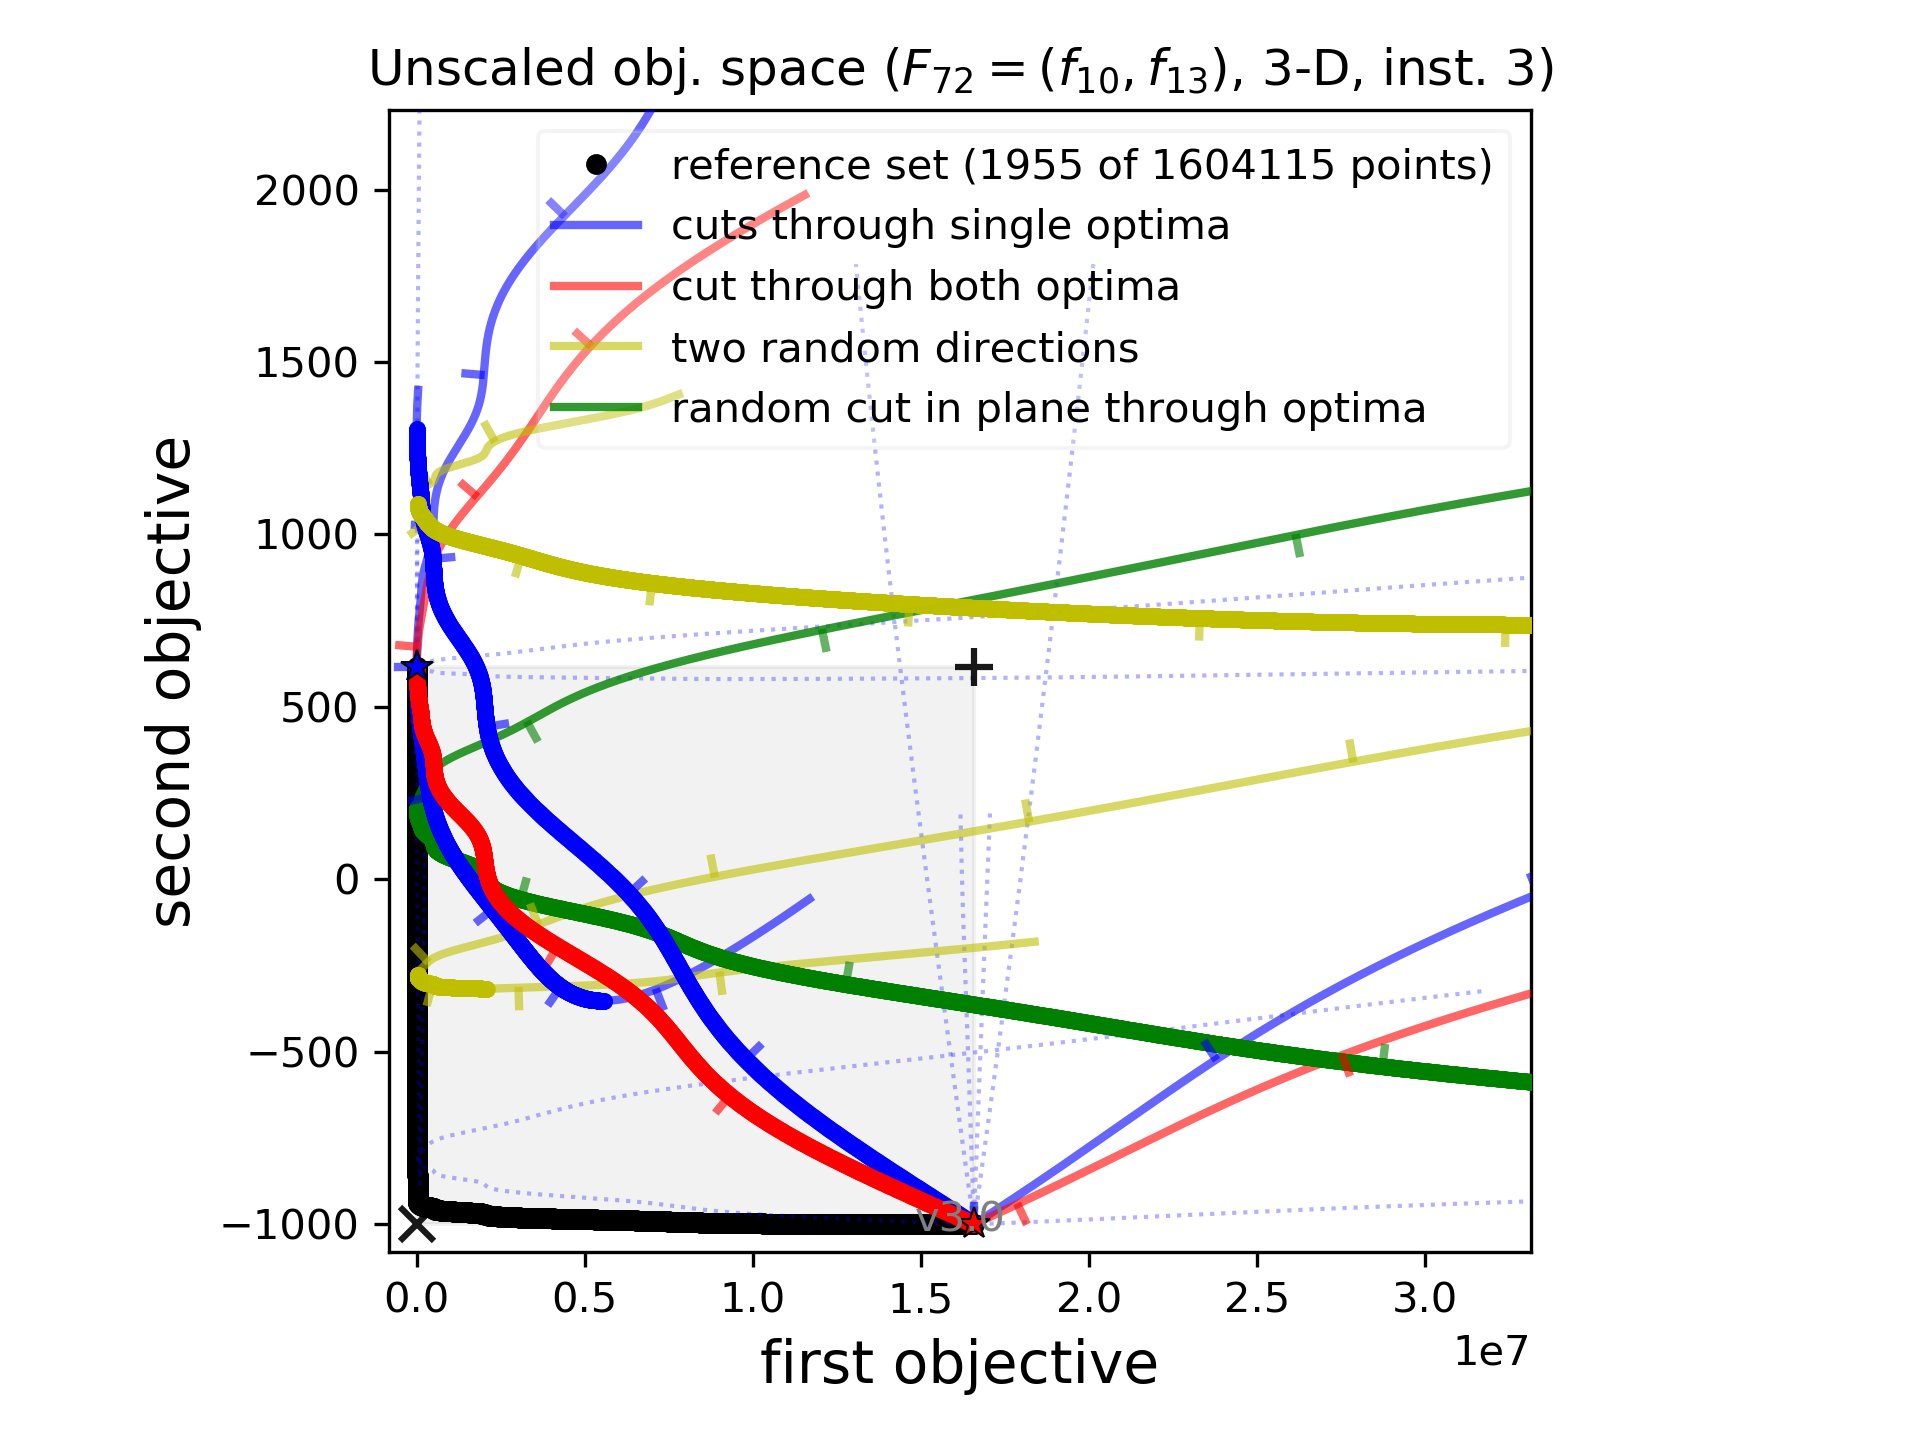 Unscaled obj. space (F72 = (f10, f13), 3-D, inst. 3)
reference set (1955 of 1604115 points)
cuts through single optima
cut through both optima
two random directions
random cut in plane through optima
second objective
2000
1500
1000
500
0
−500
−1000
v3.0
0.0 0.5 1.0 1.5 2.0 2.5 3.0
1e7
first objective